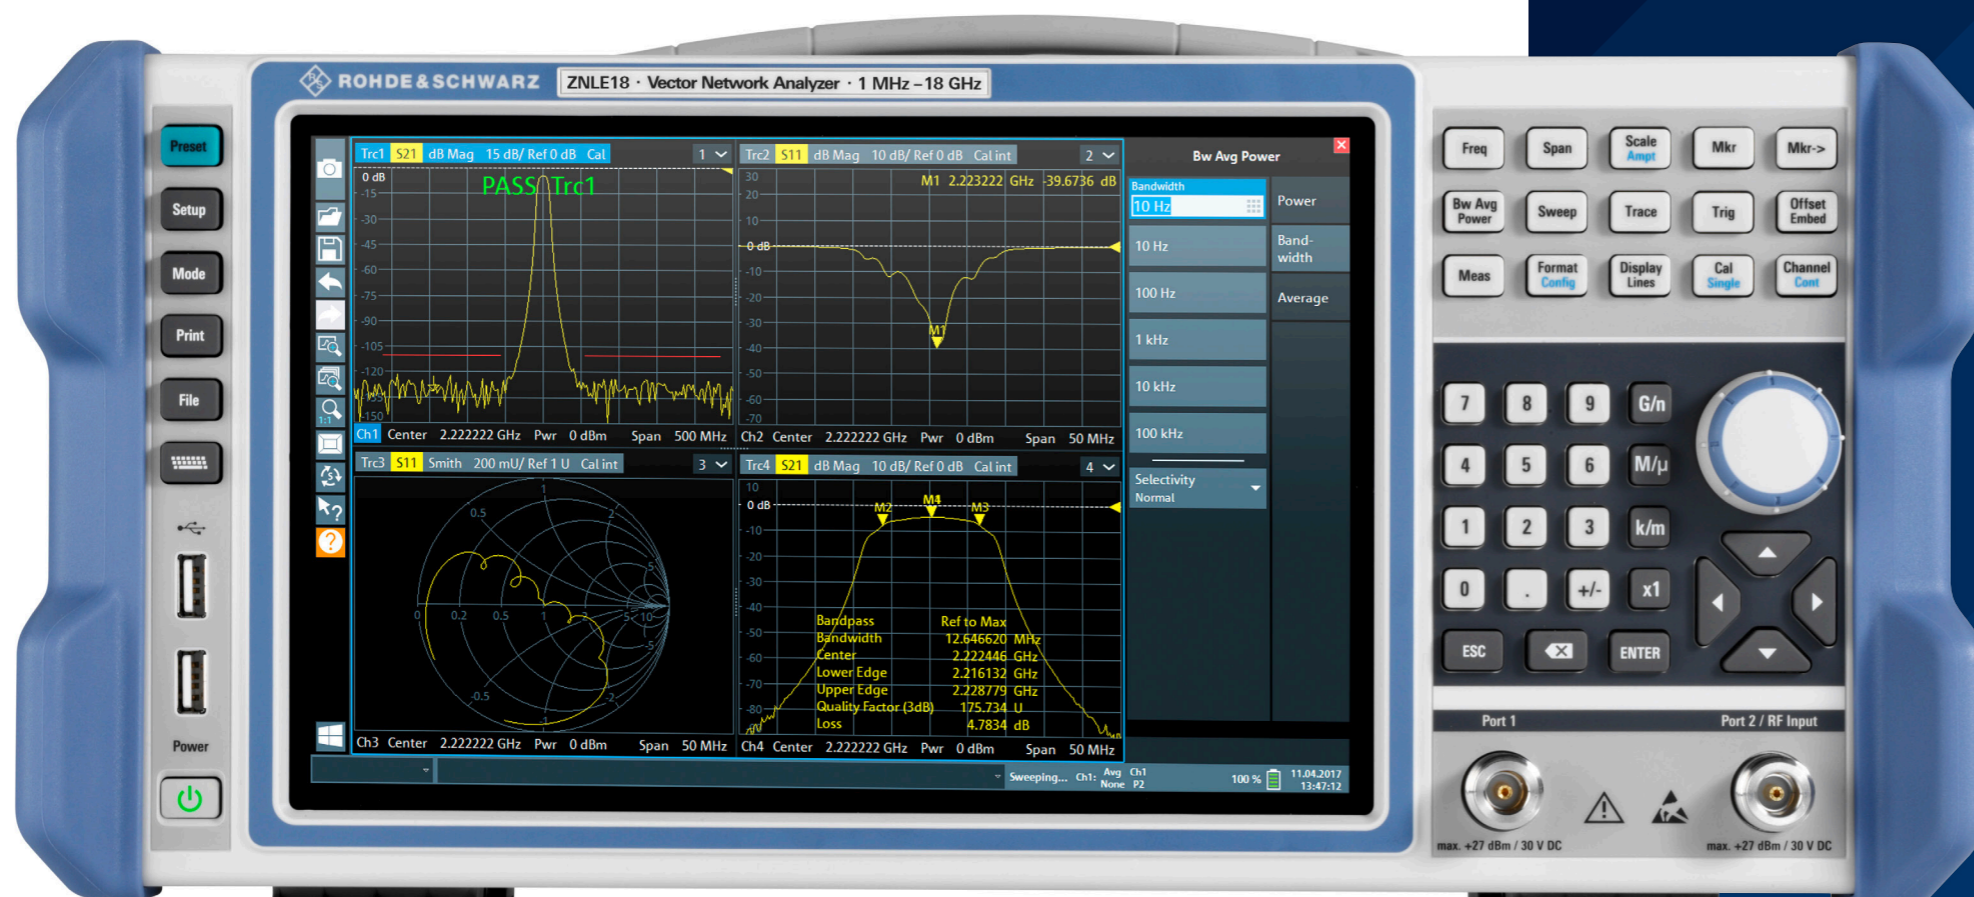 ROHDE&SCHWARZ
ZNLE18 · Vector Network Analyzer · 1 MHz – 18 GHz
Preset
Setup
Mode
Print
File
Power
1:1
Trc1 S21 dB Mag 15 dB/ Ref 0 dB Cal 1
0 dB
PASS Trc1
-15
-30
-45
-60
-75
-90
-105
-120
-150
Ch1 Center 2.222222 GHz Pwr 0 dBm Span 500 MHz
Trc2 S11 dB Mag 10 dB/ Ref 0 dB Cal int 2
M1 2.223222 GHz -39.6736 dB
30
20
10
0 dB
-10
-20
-30
-40
-50
-60
-70
M1
Ch2 Center 2.222222 GHz Pwr 0 dBm Span 50 MHz
Trc3 S11 Smith 200 mU/ Ref 1 U Cal int 3
1
0.5
2
5
0
0.2
0.5
1
2
5
10
-5
-0.5
-2
-1
Ch3 Center 2.222222 GHz Pwr 0 dBm Span 50 MHz
Trc4 S21 dB Mag 10 dB/ Ref 0 dB Cal int 4
10
0 dB
-10
-20
-30
-40
-50
-60
-70
-80
M2
M4
M3
Bandpass Ref to Max
Bandwidth 12.646620 MHz
Center 2.222446 GHz
Lower Edge 2.216132 GHz
Upper Edge 2.228779 GHz
Quality Factor (3dB) 175.734 U
Loss 4.7834 dB
Ch4 Center 2.222222 GHz Pwr 0 dBm Span 50 MHz
Bw Avg Power
Bandwidth
10 Hz
10 Hz
100 Hz
1 kHz
10 kHz
100 kHz
Selectivity
Normal
Power
Band-
width
Average
Sweeping... Ch1: Avg None Ch1 P2
100 %
11.04.2017
13:47:12
Freq
Span
Scale
Ampt
Mkr
Mkr->
Bw Avg
Power
Sweep
Trace
Trig
Offset
Embed
Meas
Format
Config
Display
Lines
Cal
Single
Channel
Cont
7 8 9 G/n
4 5 6 M/µ
1 2 3 k/m
0 . +/- x1
ESC
ENTER
Port 1
Port 2 / RF Input
max. +27 dBm / 30 V DC
max. +27 dBm / 30 V DC